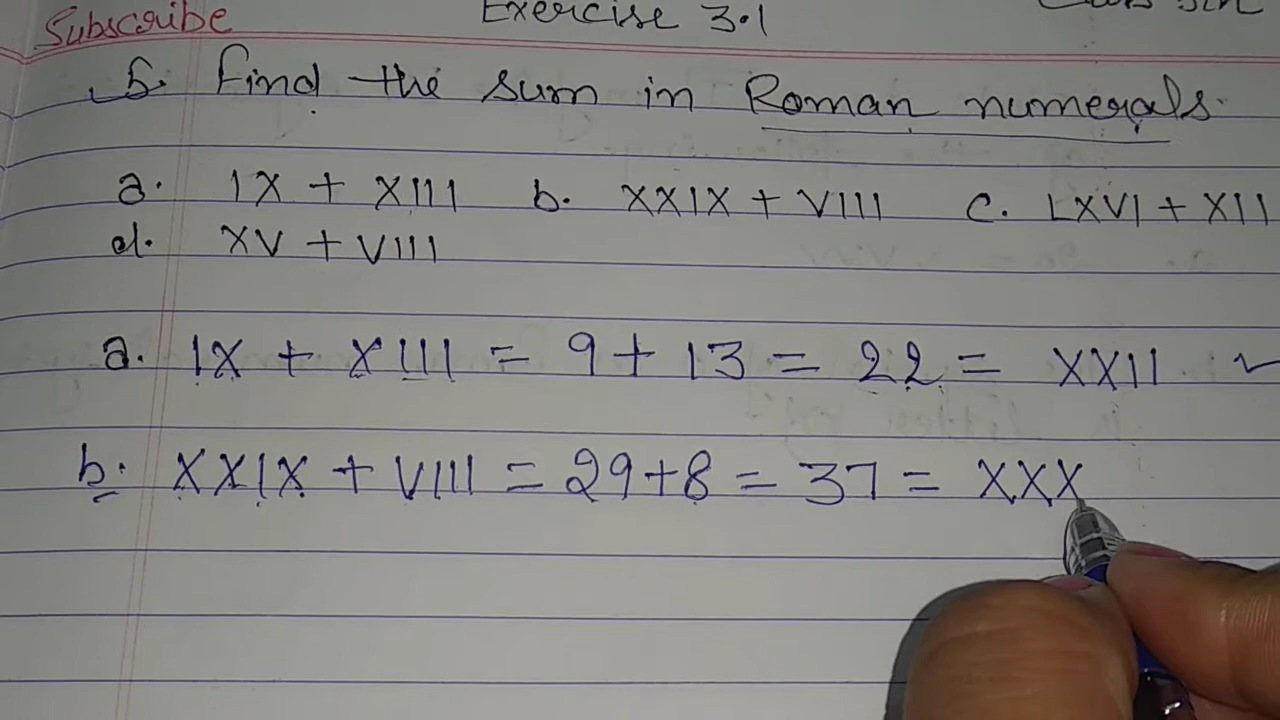 Subscribe Exercise 3.1
5. Find the sum in Roman numerals.
a. IX + XIII b. XXIX + VIII c. LXVI + XII
d. XV + VIII
a. IX + XIII = 9 + 13 = 22 = XXII
b. XXIX + VIII = 29 + 8 = 37 = XXX